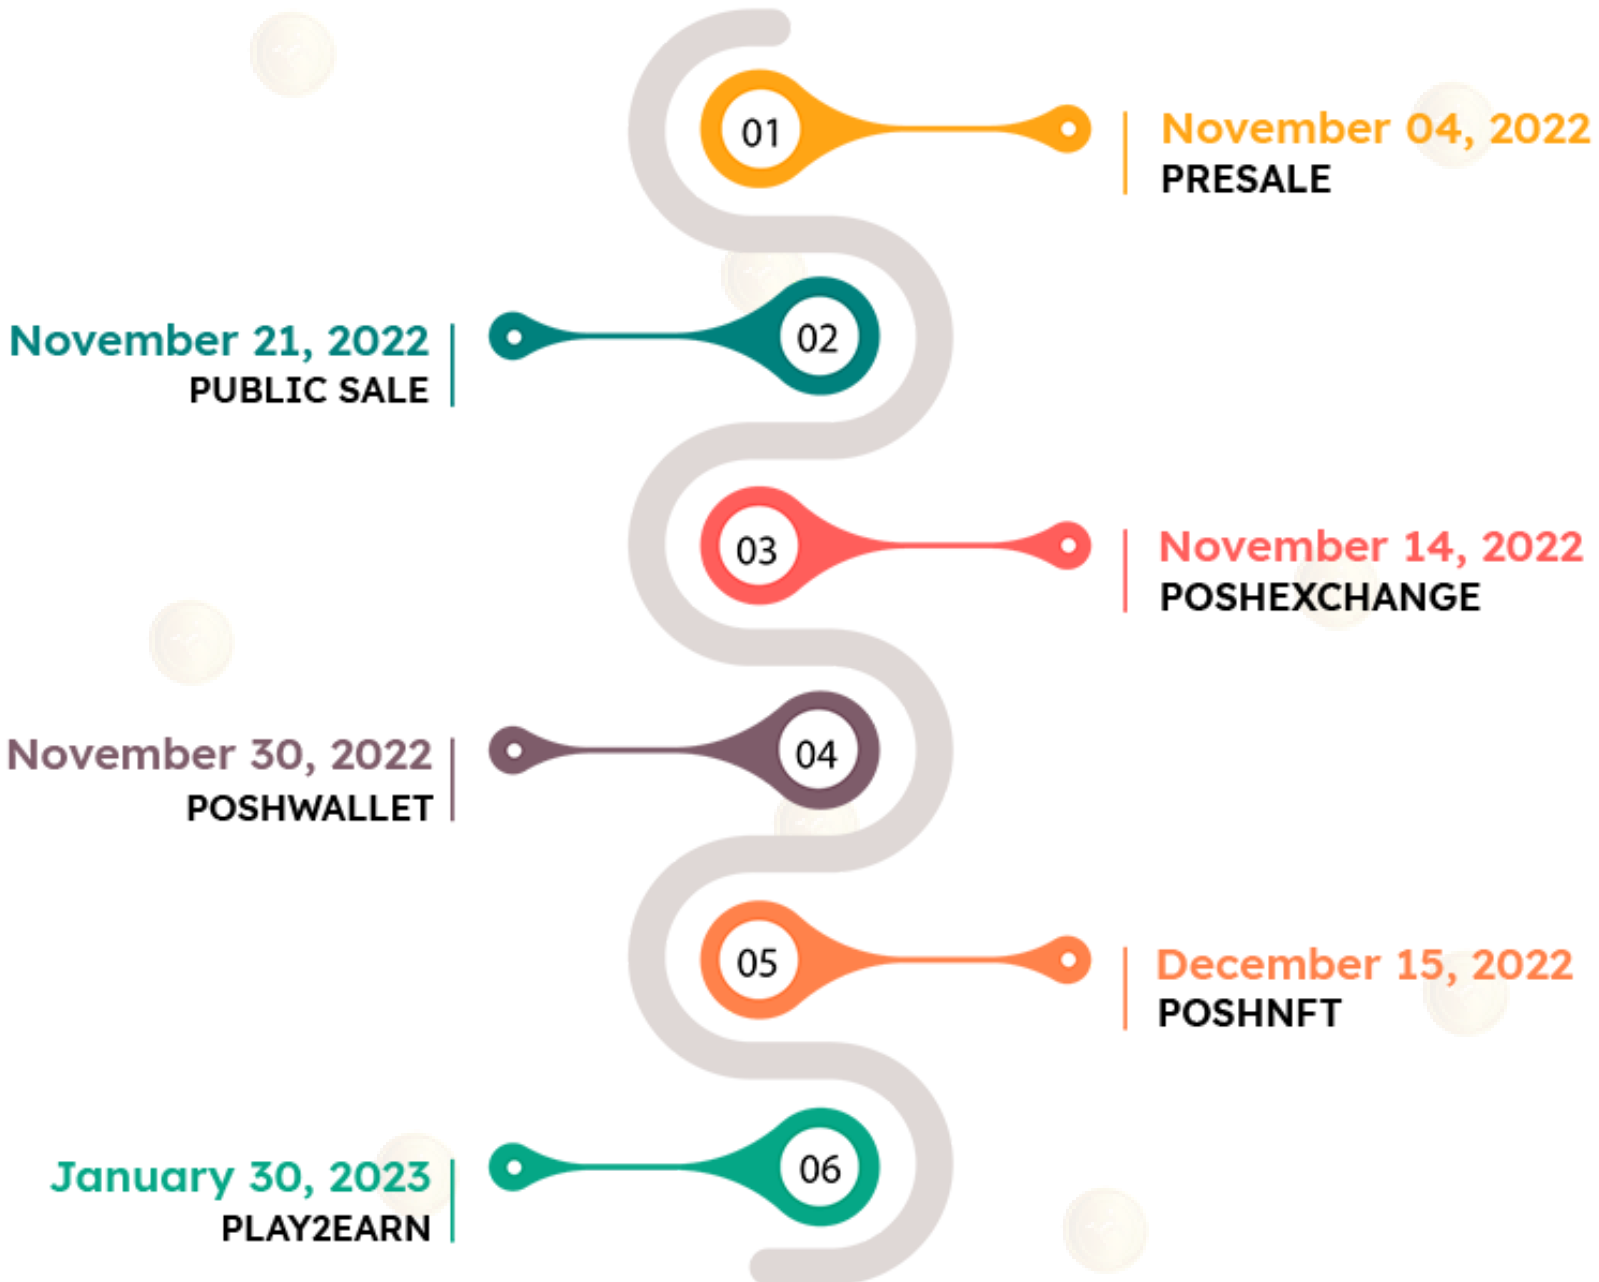 01
November 04, 2022
PRESALE
November 21, 2022
PUBLIC SALE
02
03
November 14, 2022
POSHEXCHANGE
November 30, 2022
POSHWALLET
04
05
December 15, 2022
POSHNFT
January 30, 2023
PLAY2EARN
06